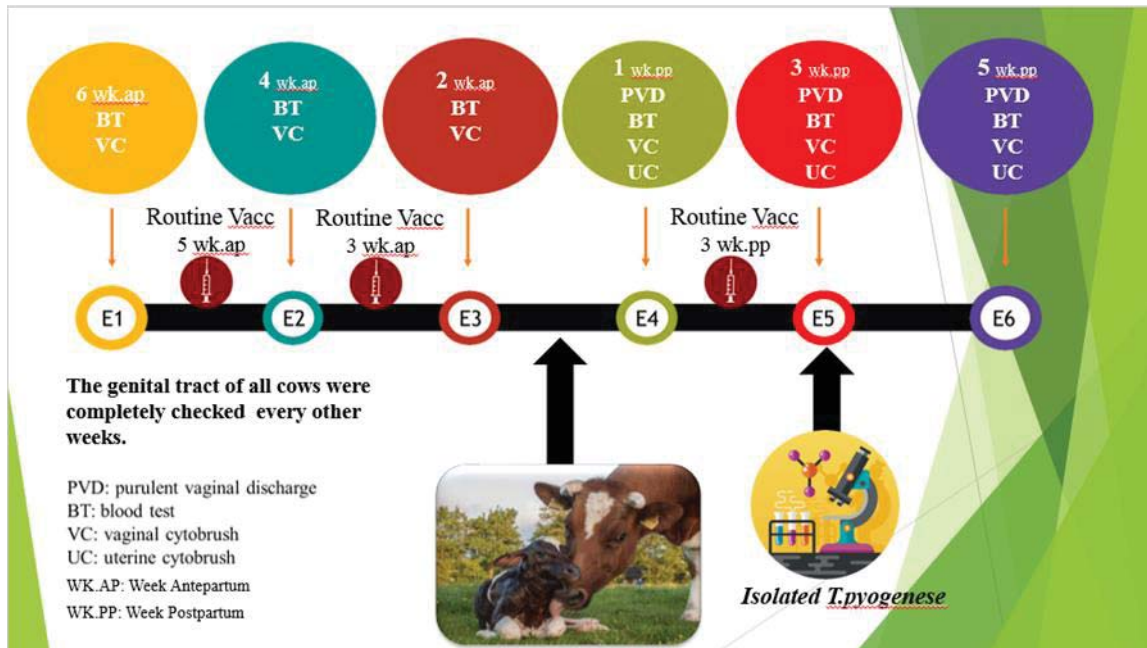 6 wk.ap
BT
VC
4 wk.ap
BT
VC
2 wk.ap
BT
VC
1 wk.pp
PVD
BT
VC
UC
3 wk.pp
PVD
BT
VC
UC
5 wk.pp
PVD
BT
VC
UC
Routine Vacc
5 wk.ap
Routine Vacc
3 wk.ap
Routine Vacc
3 wk.pp
E1
E2
E3
E4
E5
E6
The genital tract of all cows were
completely checked every other
weeks.
PVD: purulent vaginal discharge
BT: blood test
VC: vaginal cytobrush
UC: uterine cytobrush
WK.AP: Week Antepartum
WK.PP: Week Postpartum
Isolated T.pyogenese